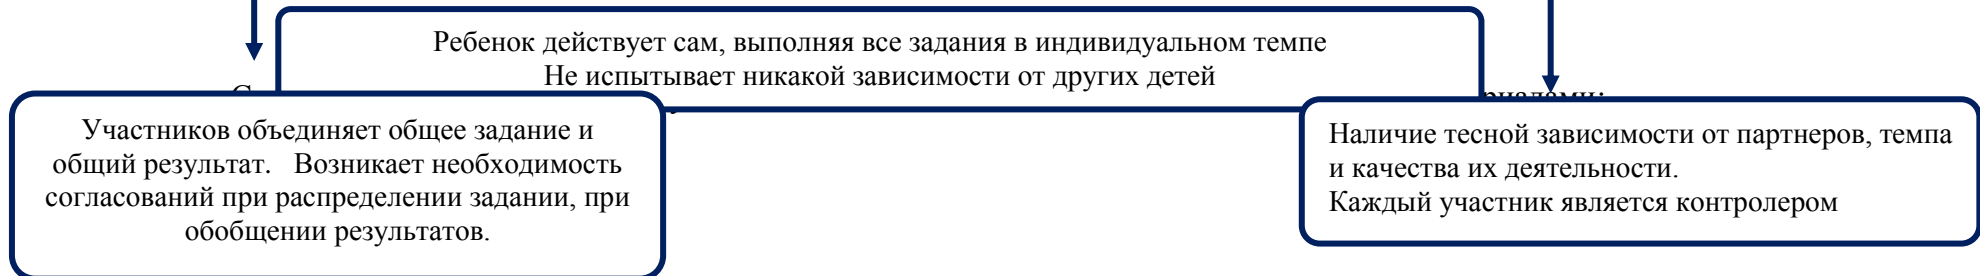 Ребенок действует сам, выполняя все задания в индивидуальном темпе
Не испытывает никакой зависимости от других детей
Участников объединяет общее задание и
общий результат. Возникает необходимость
согласований при распределении задании, при
обобщении результатов.
Наличие тесной зависимости от партнеров, темпа
и качества их деятельности.
Каждый участник является контролером